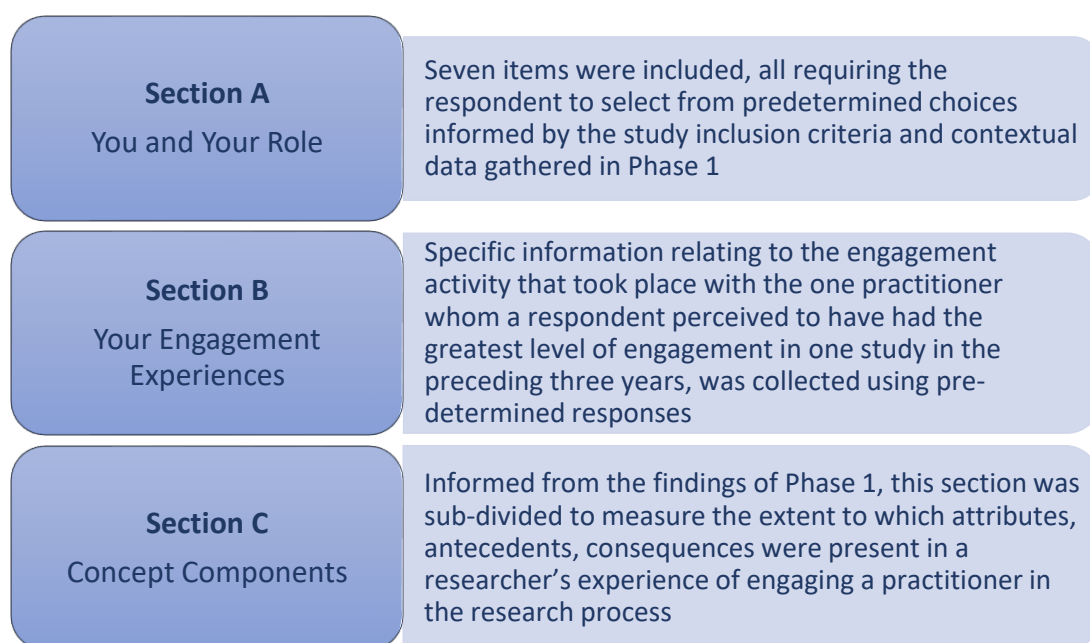 Section A
You and Your Role
Seven items were included, all requiring the
respondent to select from predetermined choices
informed by the study inclusion criteria and contextual
data gathered in Phase 1
Section B
Your Engagement
Experiences
Specific information relating to the engagement
activity that took place with the one practitioner
whom a respondent perceived to have had the
greatest level of engagement in one study in the
preceding three years, was collected using pre-
determined responses
Section C
Concept Components
Informed from the findings of Phase 1, this section was
sub-divided to measure the extent to which attributes,
antecedents, consequences were present in a
researcher’s experience of engaging a practitioner in
the research process